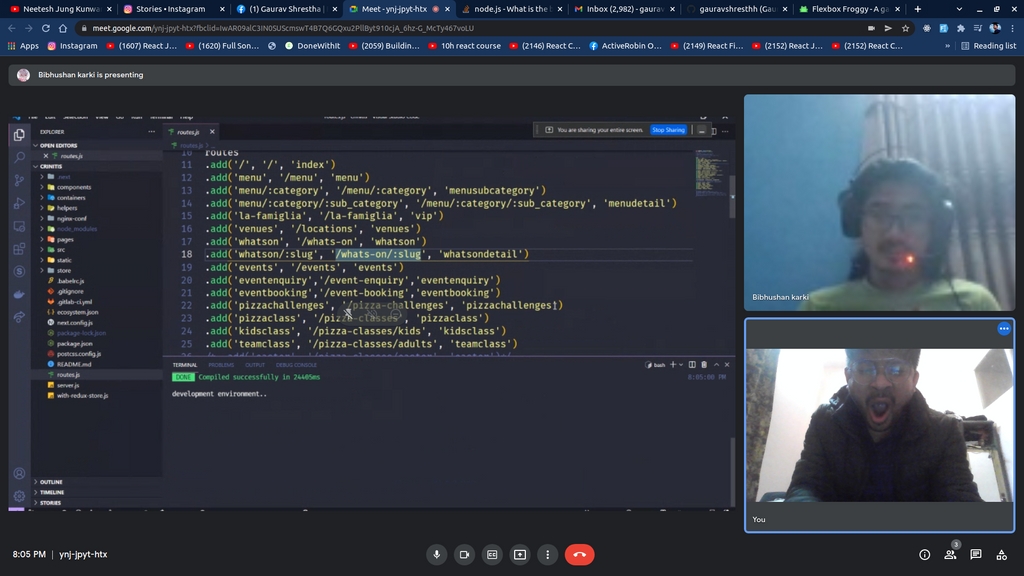 Neetesh Jung Kunwa
Stories • Instagram
(1) Gaurav Shrestha |
Meet - ynj-jpyt-htx
node.js - What is the
Inbox (2,982) - gaurav
gauravshresthh (Gau
Flexbox Froggy - A ga
meet.google.com/ynj-jpyt-htx?fbclid=
Apps
Instagram
(1607) React J...
(1620) Full Son...
DoneWithIt
(2059) Buildin...
10h react course
(2146) React C...
ActiveRobin O...
(2149) React Fi...
(2152) React J...
(2152) React C...
Reading list
Bibhushan karki is presenting
EXPLORER
OPEN EDITORS
routes.js
CRINITIS
.next
components
containers
helpers
nginx-conf
node_modules
pages
src
static
store
.babelrc.js
.gitignore
.gitlab-ci.yml
ecosystem.json
next.config.js
package-lock.json
package.json
postcss.config.js
README.md
routes.js
server.js
with-redux-store.js
OUTLINE
TIMELINE
STORIES
routes.js
routes.js
You are sharing your entire screen.
Stop Sharing
10 routes
11 .add('/', '/', 'index')
12 .add('menu', '/menu', 'menu')
13 .add('menu/:category', '/menu/:category', 'menusubcategory')
14 .add('menu/:category/:sub_category', '/menu/:category/:sub_category', 'menudetail')
15 .add('la-famiglia', '/la-famiglia', 'vip')
16 .add('venues', '/locations', 'venues')
17 .add('whatson', '/whats-on', 'whatson')
18 .add('whatson/:slug', '/whats-on/:slug', 'whatsondetail')
19 .add('events', '/events', 'events')
20 .add('eventenquiry','/event-enquiry','eventenquiry')
21 .add('eventbooking','/event-booking','eventbooking')
22 .add('pizzachallenges', '/pizza-challenges', 'pizzachallenges')
23 .add('pizzaclass', '/pizza-classes', 'pizzaclass')
24 .add('kidsclass', '/pizza-classes/kids', 'kidsclass')
25 .add('teamclass', '/pizza-classes/adults', 'teamclass')
TERMINAL
PROBLEMS
OUTPUT
DEBUG CONSOLE
bash
DONE Compiled successfully in 24405ms
8:05:00 PM
development environment..
Bibhushan karki
You
8:05 PM | ynj-jpyt-htx
3